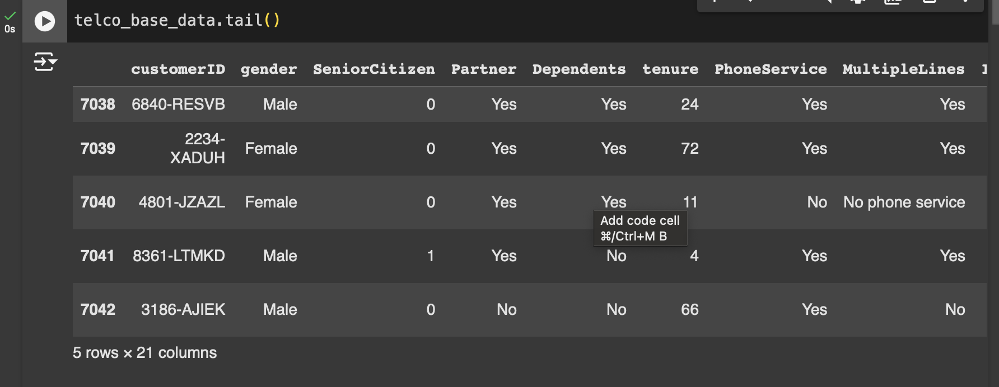 telco_base_data.tail()
0s
customerID gender SeniorCitizen Partner Dependents tenure PhoneService MultipleLines
7038 6840-RESVB Male 0 Yes Yes 24 Yes Yes
7039 2234-XADUH Female 0 Yes Yes 72 Yes Yes
7040 4801-JZAZL Female 0 Yes Yes 11 No No phone service
Add code cell
⌘/Ctrl+M B
7041 8361-LTMKD Male 1 Yes No 4 Yes Yes
7042 3186-AJIEK Male 0 No No 66 Yes No
5 rows × 21 columns